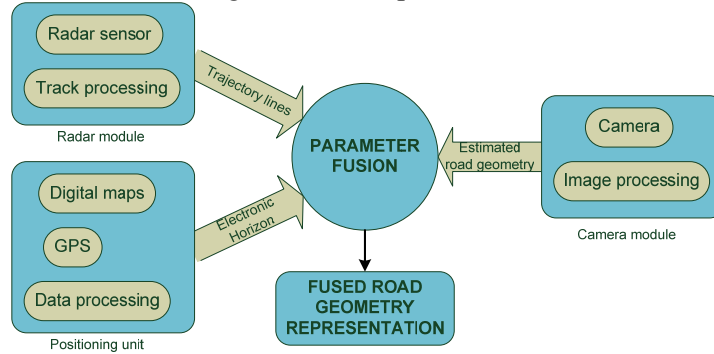 Radar sensor
Track processing
Radar module
Trajectory lines
Digital maps
GPS
Data processing
Positioning unit
Electronic
Horizon
PARAMETER
FUSION
FUSED ROAD
GEOMETRY
REPRESENTATION
Estimated
road geometry
Camera
Image processing
Camera module